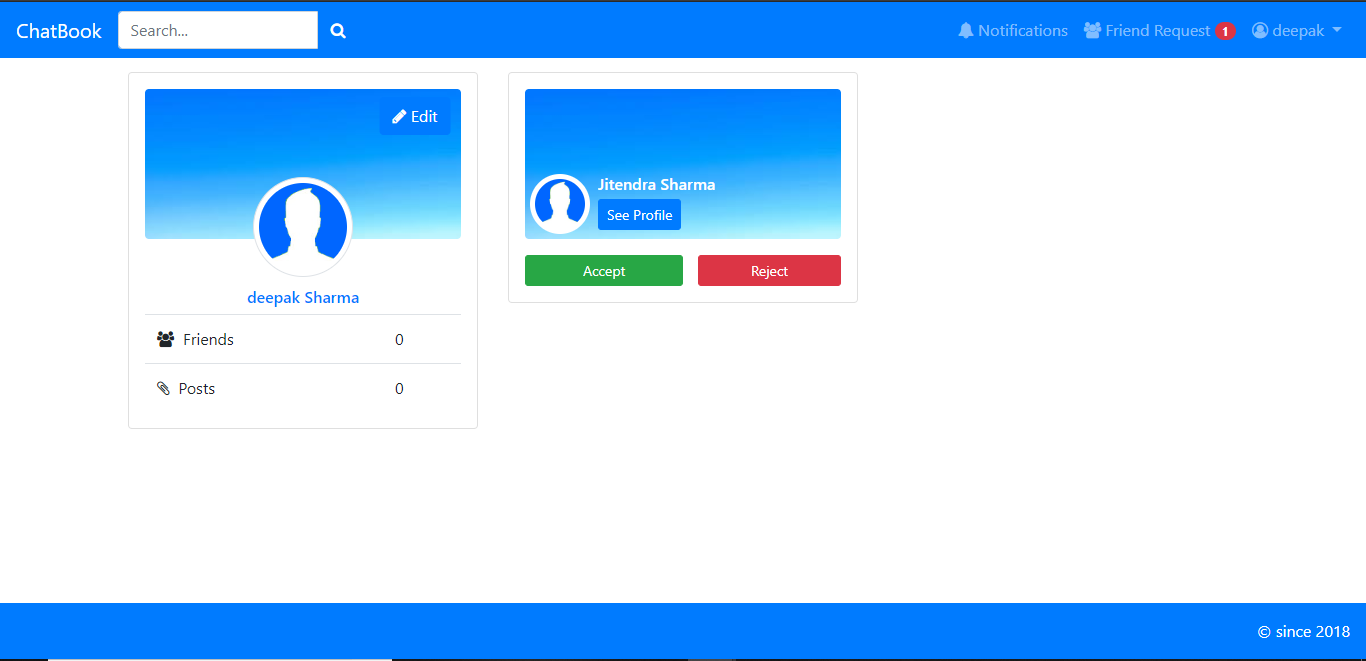 ChatBook Search... Notifications Friend Request 1 deepak
Edit
deepak Sharma
Friends 0
Posts 0
Jitendra Sharma
See Profile
Accept Reject
© since 2018